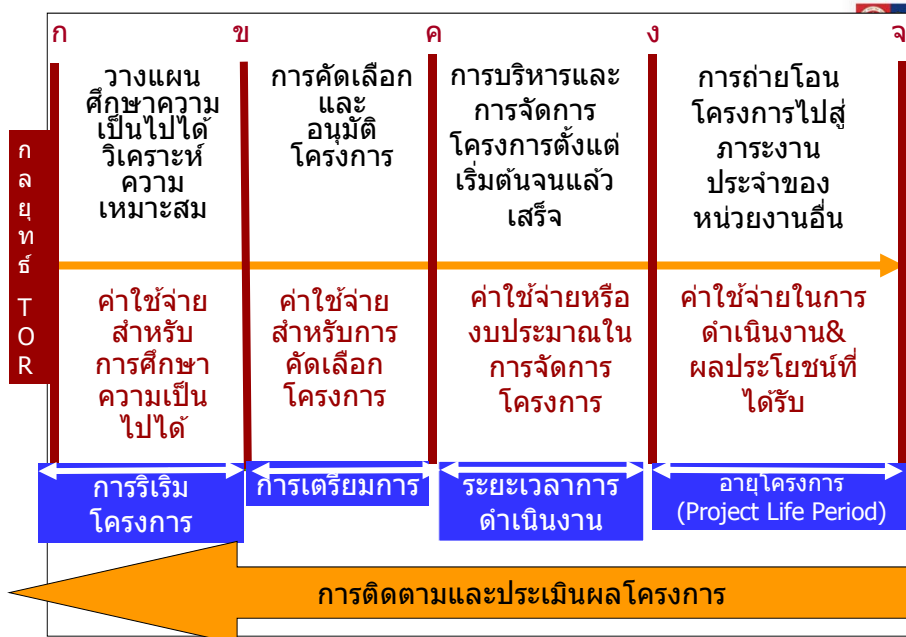 ก ข ค ง จ
วางแผน
ศึกษาความ
เป็นไปได้
วิเคราะห์
ความ
เหมาะสม
การคัดเลือก
และ
อนุมัติ
โครงการ
การบริหารและ
การจัดการ
โครงการตั้งแต่
เริ่มต้นจนแล้ว
เสร็จ
การถ่ายโอน
โครงการไปสู่
ภาระงาน
ประจำของ
หน่วยงานอื่น
ก
ล
ยุ
ท
ธ์
T
O
R
ค่าใช้จ่าย
สำหรับ
การศึกษา
ความเป็น
ไปได้
ค่าใช้จ่าย
สำหรับการ
คัดเลือก
โครงการ
ค่าใช้จ่ายหรือ
งบประมาณใน
การจัดการ
โครงการ
ค่าใช้จ่ายในการ
ดำเนินงาน&
ผลประโยชน์ที่
ได้รับ
การริเริ่ม
โครงการ
การเตรียมการ
ระยะเวลาการ
ดำเนินงาน
อายุโครงการ
(Project Life Period)
การติดตามและประเมินผลโครงการ